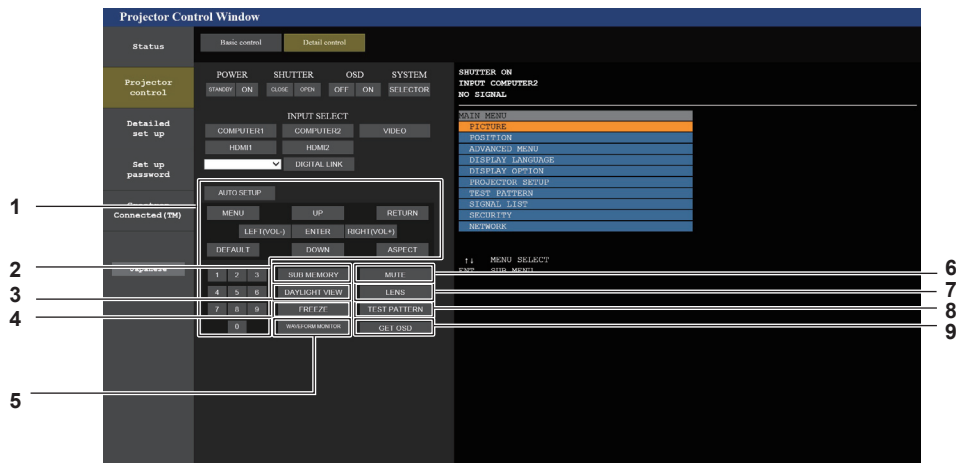 Projector Control Window
Status
Basic control
Detail control
Projector
control
Detailed
set up
Set up
password
Connected(TM)
Japanese
POWER SHUTTER OSD SYSTEM
STANDBY ON CLOSE OPEN OFF ON SELECTOR
INPUT SELECT
COMPUTER1 COMPUTER2 VIDEO
HDMI1 HDMI2
DIGITAL LINK
AUTO SETUP
MENU UP RETURN
LEFT(VOL-) ENTER RIGHT(VOL+)
DEFAULT DOWN ASPECT
1 2 3 SUB MEMORY MUTE
4 5 6 DAYLIGHT VIEW LENS
7 8 9 FREEZE TEST PATTERN
0 WAVEFORM MONITOR GET OSD
SHUTTER ON
INPUT COMPUTER2
NO SIGNAL
MAIN MENU
PICTURE
POSITION
ADVANCED MENU
DISPLAY LANGUAGE
DISPLAY OPTION
PROJECTOR SETUP
TEST PATTERN
SIGNAL LIST
SECURITY
NETWORK
↑↓ MENU SELECT
ENT SUB MENU
1
2
3
4
5
6
7
8
9